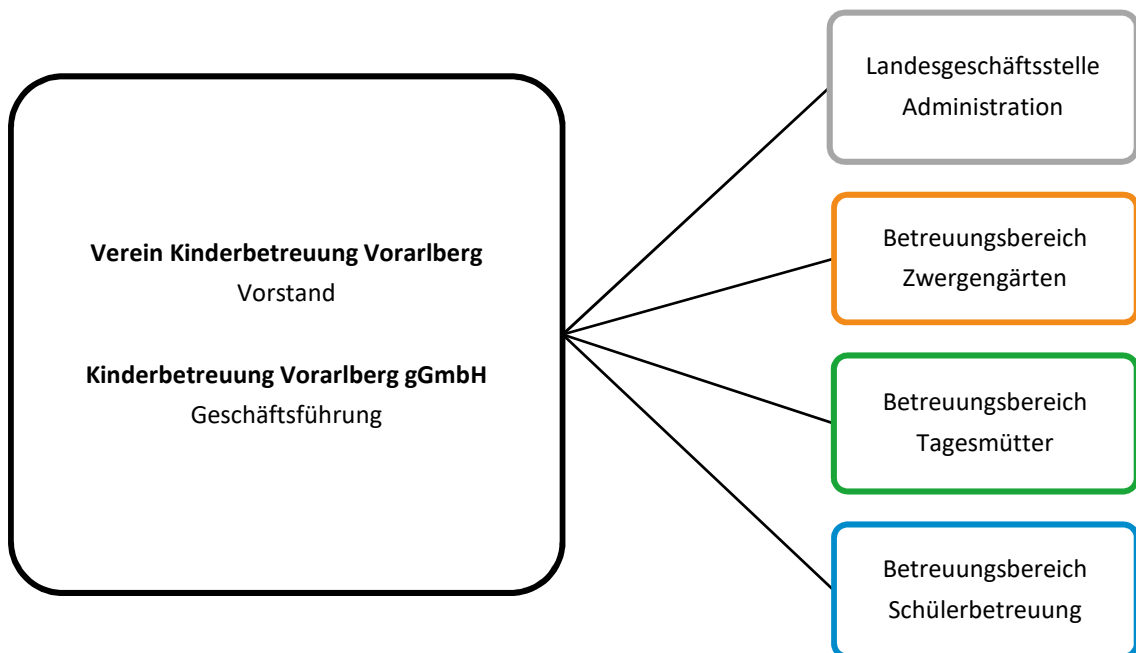 Verein Kinderbetreuung Vorarlberg
Vorstand
Kinderbetreuung Vorarlberg gGmbH
Geschäftsführung
Landesgeschäftsstelle
Administration
Betreuungsbereich
Zwergengärten
Betreuungsbereich
Tagesmütter
Betreuungsbereich
Schülerbetreuung